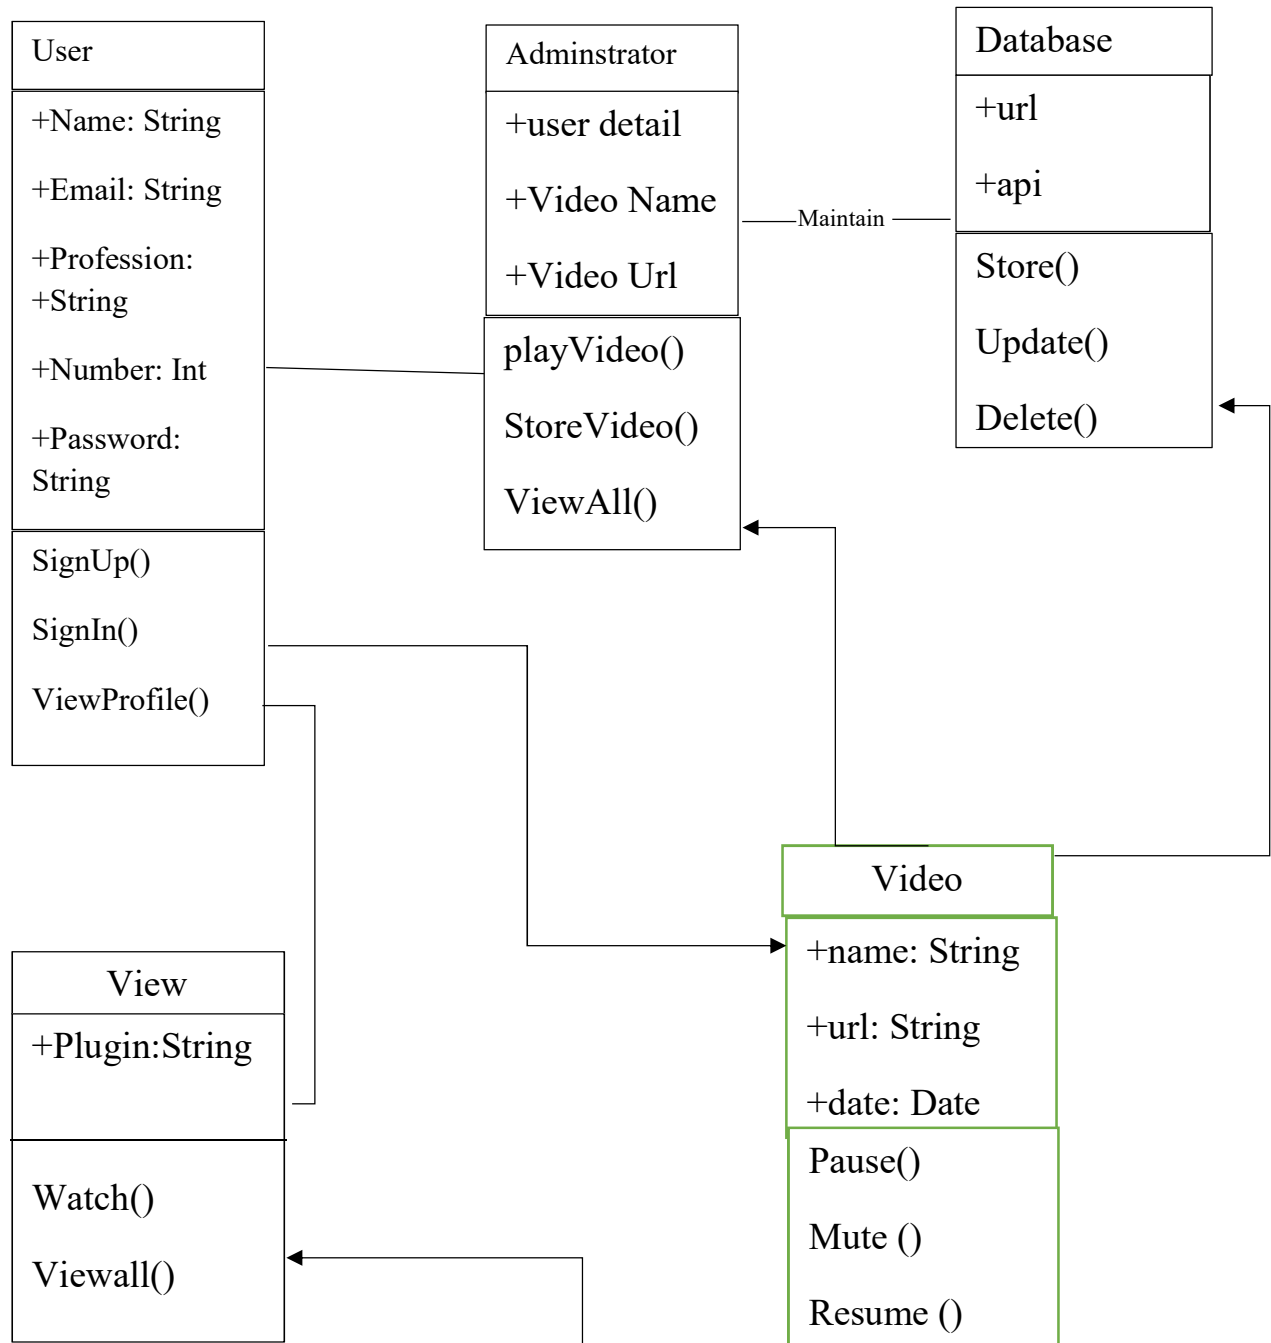 User
+Name: String
+Email: String
+Profession:
+String
+Number: Int
+Password:
String
SignUp()
SignIn()
ViewProfile()
Adminstrator
+user detail
+Video Name
+Video Url
playVideo()
StoreVideo()
ViewAll()
Maintain
Database
+url
+api
Store()
Update()
Delete()
View
+Plugin:String
Watch()
Viewall()
Video
+name: String
+url: String
+date: Date
Pause()
Mute ()
Resume ()